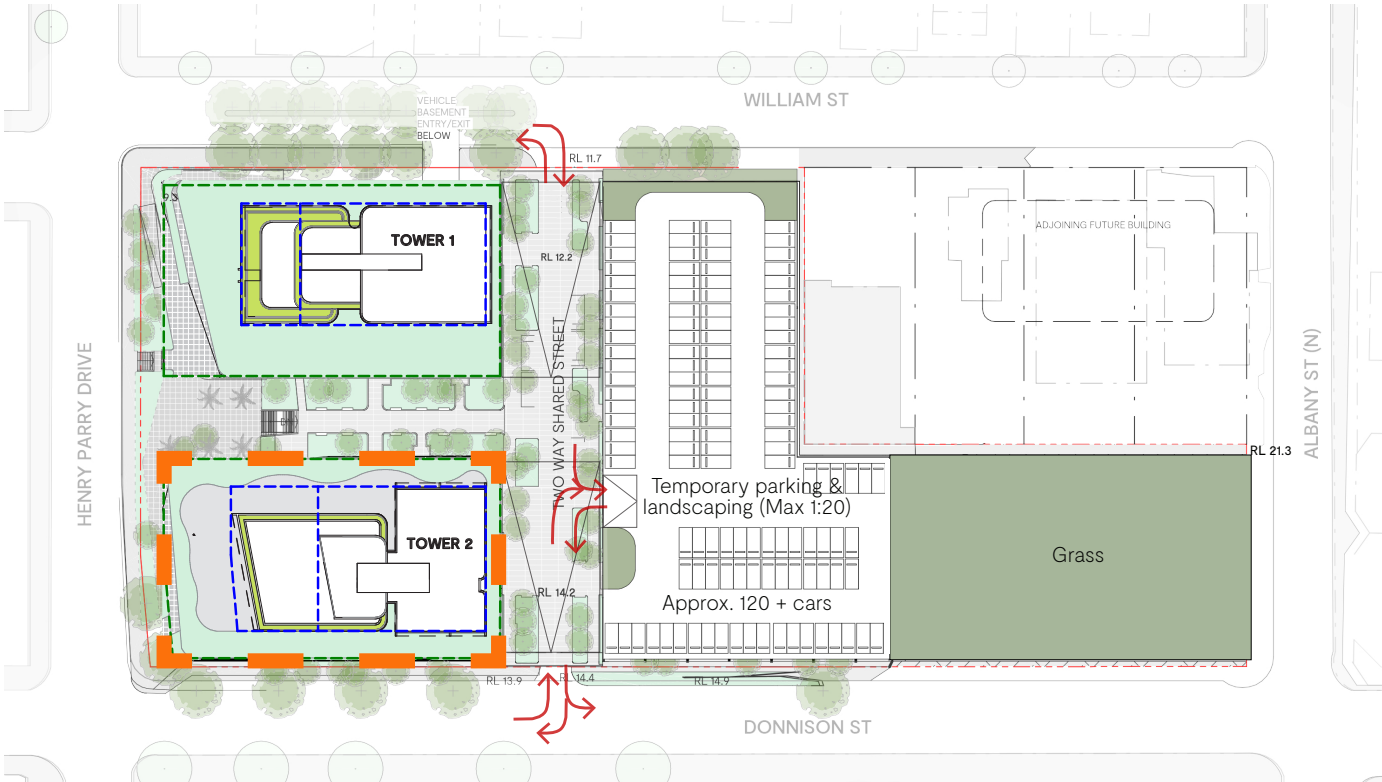 WILLIAM ST
VEHICLE
BASEMENT
ENTRY/EXIT
BELOW
RL 11.7
9.3
TOWER 1
RL 12.2
ADJOINING FUTURE BUILDING
TWO WAY SHARED STREET
HENRY PARRY DRIVE
ALBANY ST (N)
RL 21.3
Temporary parking &
landscaping (Max 1:20)
TOWER 2
Grass
RL 14.2
Approx. 120 + cars
RL 13.9
RL 14.4
RL 14.9
DONNISON ST